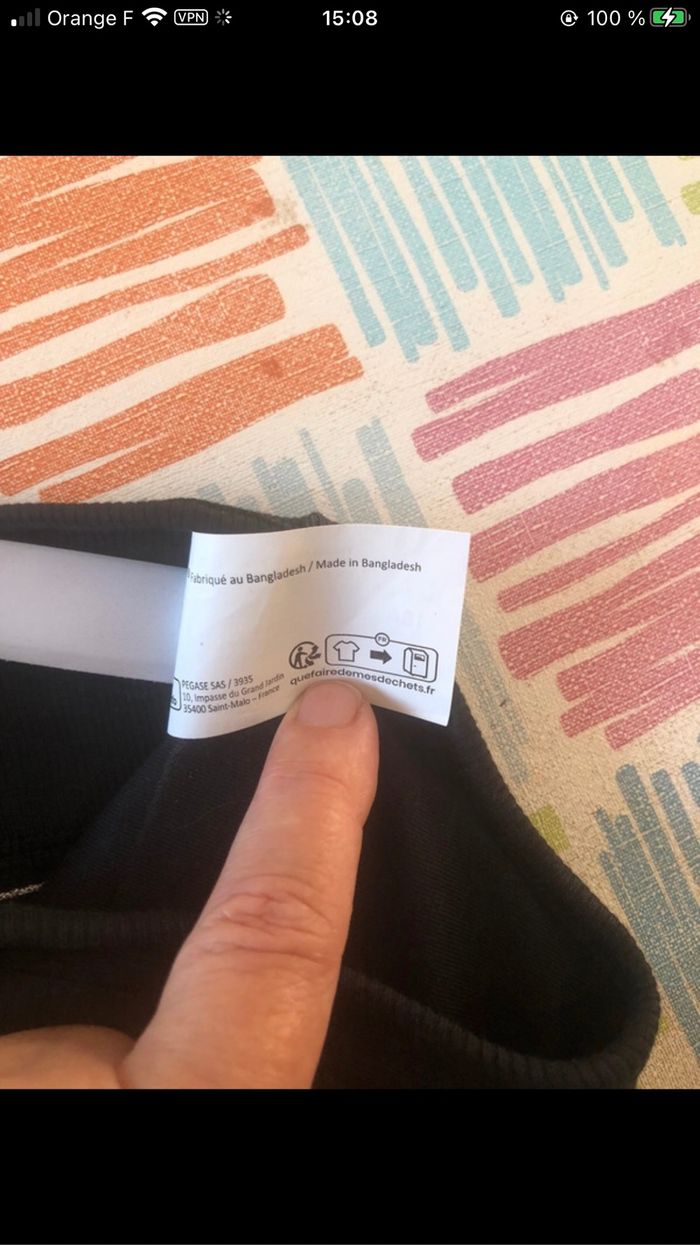 Orange F VPN 15:08 100 %
Fabriqué au Bangladesh / Made in Bangladesh
FR
PEGASE SAS / 3935
10, Impasse du Grand Jardin
35400 Saint-Malo – France
quefairedemesdechets.fr